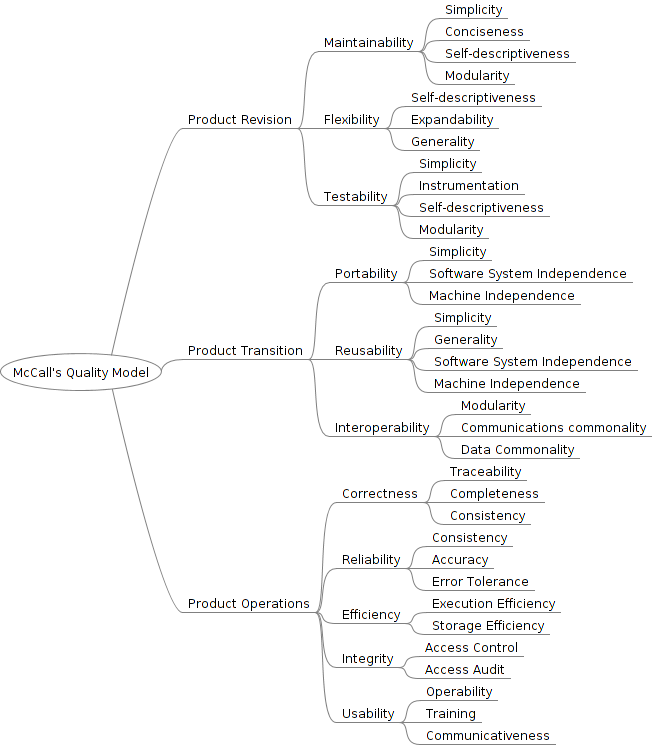 McCall's Quality Model
Product Revision
Maintainability
Simplicity
Conciseness
Self-descriptiveness
Modularity
Flexibility
Self-descriptiveness
Expandability
Generality
Testability
Simplicity
Instrumentation
Self-descriptiveness
Modularity
Product Transition
Portability
Simplicity
Software System Independence
Machine Independence
Reusability
Simplicity
Generality
Software System Independence
Machine Independence
Interoperability
Modularity
Communications commonality
Data Commonality
Product Operations
Correctness
Traceability
Completeness
Consistency
Reliability
Consistency
Accuracy
Error Tolerance
Efficiency
Execution Efficiency
Storage Efficiency
Integrity
Access Control
Access Audit
Usability
Operability
Training
Communicativeness